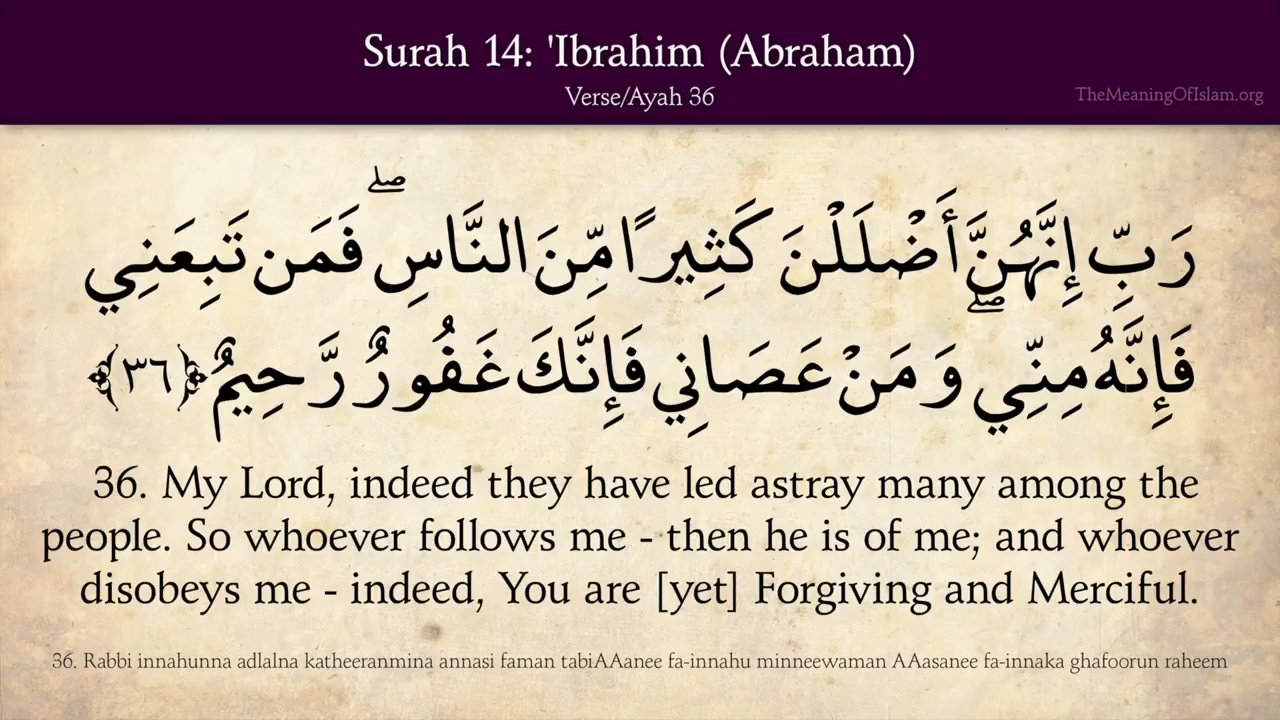 Surah 14: 'Ibrahim (Abraham)
Verse/Ayah 36
TheMeaningOfIslam.org
رَبِّ إِنَّهُنَّ أَضْلَلْنَ كَثِيرًا مِّنَ النَّاسِ ۖ فَمَن تَبِعَنِي
فَإِنَّهُ مِنِّي ۖ وَمَنْ عَصَانِي فَإِنَّكَ غَفُورٌ رَّحِيمٌ ﴿٣٦﴾
36. My Lord, indeed they have led astray many among the
people. So whoever follows me - then he is of me; and whoever
disobeys me - indeed, You are [yet] Forgiving and Merciful.
36. Rabbi innahunna adlalna katheeranmina annasi faman tabiAAanee fa-innahu minneewaman AAasanee fa-innaka ghafoorun raheem